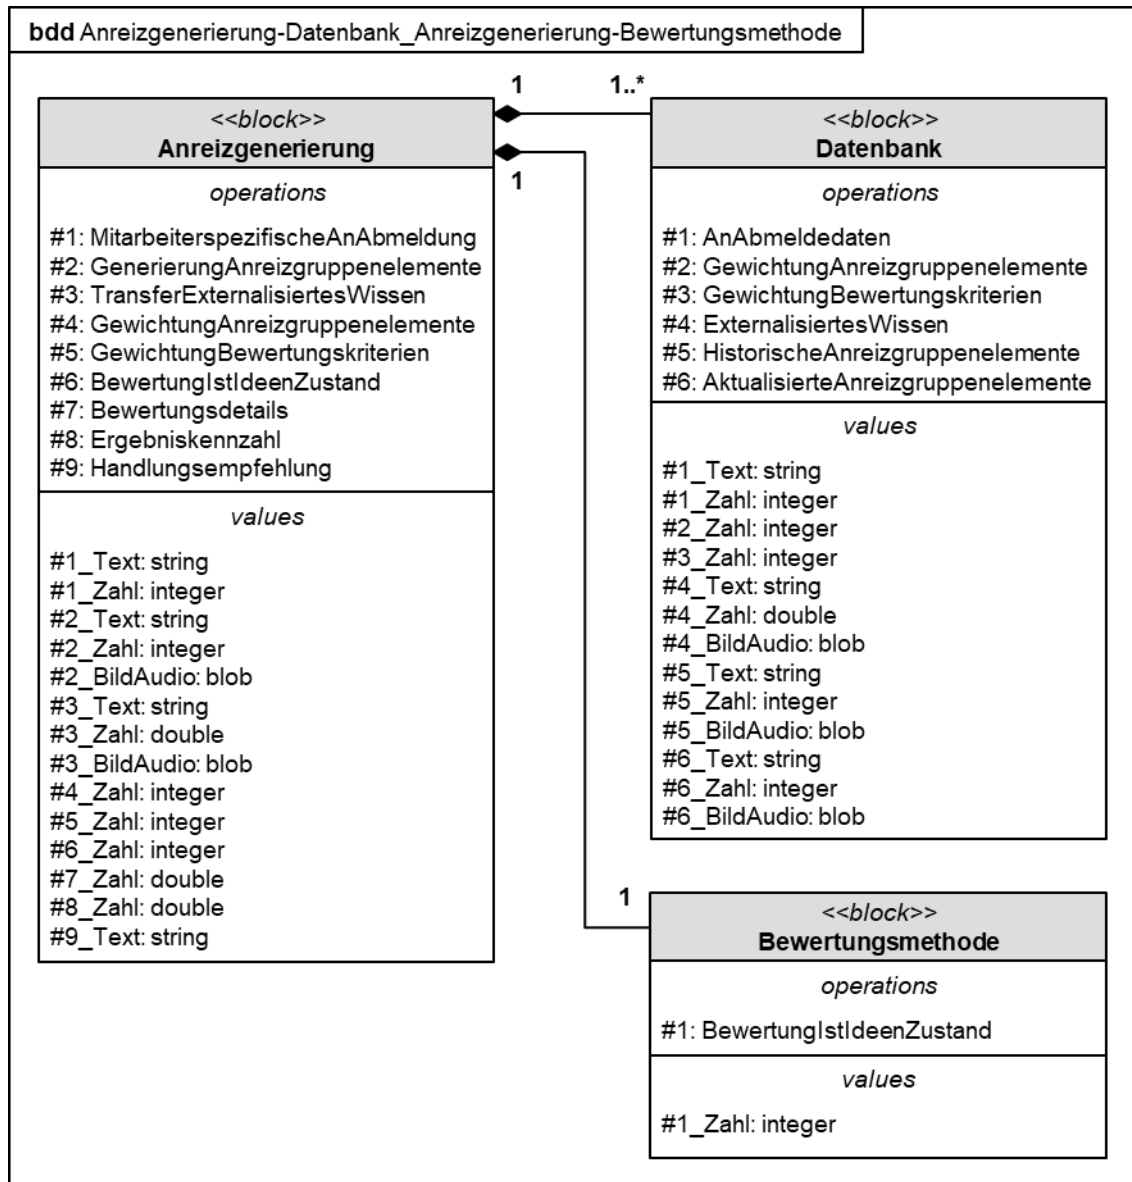 bdd Anreizgenerierung-Datenbank_Anreizgenerierung-Bewertungsmethode
1
1..*
<<block>>
Anreizgenerierung
operations
#1: MitarbeiterspezifischeAnAbmeldung
#2: GenerierungAnreizgruppenelemente
#3: TransferExternalisiertesWissen
#4: GewichtungAnreizgruppenelemente
#5: GewichtungBewertungskriterien
#6: BewertungIstIdeenZustand
#7: Bewertungsdetails
#8: Ergebniskennzahl
#9: Handlungsempfehlung
values
#1_Text: string
#1_Zahl: integer
#2_Text: string
#2_Zahl: integer
#2_BildAudio: blob
#3_Text: string
#3_Zahl: double
#3_BildAudio: blob
#4_Zahl: integer
#5_Zahl: integer
#6_Zahl: integer
#7_Zahl: double
#8_Zahl: double
#9_Text: string
1
<<block>>
Datenbank
operations
#1: AnAbmeldedaten
#2: GewichtungAnreizgruppenelemente
#3: GewichtungBewertungskriterien
#4: ExternalisiertesWissen
#5: HistorischeAnreizgruppenelemente
#6: AktualisierteAnreizgruppenelemente
values
#1_Text: string
#1_Zahl: integer
#2_Zahl: integer
#3_Zahl: integer
#4_Text: string
#4_Zahl: double
#4_BildAudio: blob
#5_Text: string
#5_Zahl: integer
#5_BildAudio: blob
#6_Text: string
#6_Zahl: integer
#6_BildAudio: blob
1
<<block>>
Bewertungsmethode
operations
#1: BewertungIstIdeenZustand
values
#1_Zahl: integer